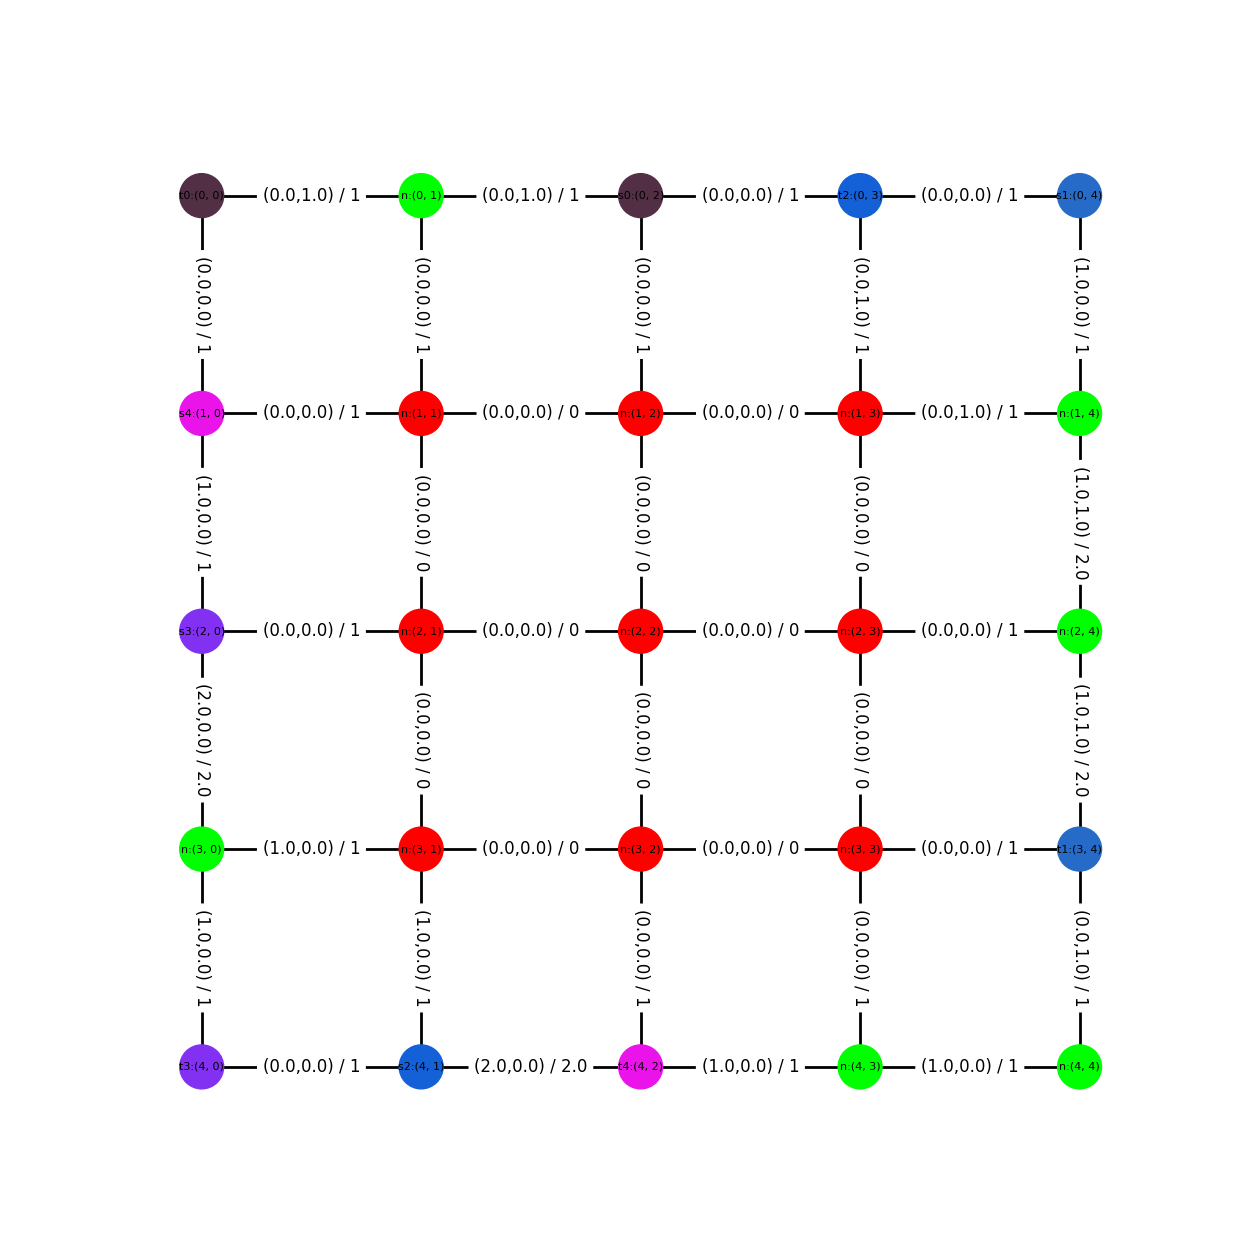 t0:(0, 0) (0.0,1.0) / 1 n:(0, 1) (0.0,1.0) / 1 s0:(0, 2) (0.0,0.0) / 1 t2:(0, 3) (0.0,0.0) / 1 s1:(0, 4)
(0.0,0.0) / 1 (0.0,0.0) / 1 (0.0,0.0) / 1 (0.0,1.0) / 1 (1.0,0.0) / 1
s4:(1, 0) (0.0,0.0) / 1 n:(1, 1) (0.0,0.0) / 0 n:(1, 2) (0.0,0.0) / 0 n:(1, 3) (0.0,1.0) / 1 n:(1, 4)
(1.0,0.0) / 1 (0.0,0.0) / 0 (0.0,0.0) / 0 (0.0,0.0) / 0 (1.0,1.0) / 2.0
s3:(2, 0) (0.0,0.0) / 1 n:(2, 1) (0.0,0.0) / 0 n:(2, 2) (0.0,0.0) / 0 n:(2, 3) (0.0,0.0) / 1 n:(2, 4)
(2.0,0.0) / 2.0 (0.0,0.0) / 0 (0.0,0.0) / 0 (0.0,0.0) / 0 (1.0,1.0) / 2.0
n:(3, 0) (1.0,0.0) / 1 n:(3, 1) (0.0,0.0) / 0 n:(3, 2) (0.0,0.0) / 0 n:(3, 3) (0.0,0.0) / 1 t1:(3, 4)
(1.0,0.0) / 1 (1.0,0.0) / 1 (0.0,0.0) / 1 (0.0,0.0) / 1 (0.0,1.0) / 1
t3:(4, 0) (0.0,0.0) / 1 s2:(4, 1) (2.0,0.0) / 2.0 t4:(4, 2) (1.0,0.0) / 1 n:(4, 3) (1.0,0.0) / 1 n:(4, 4)